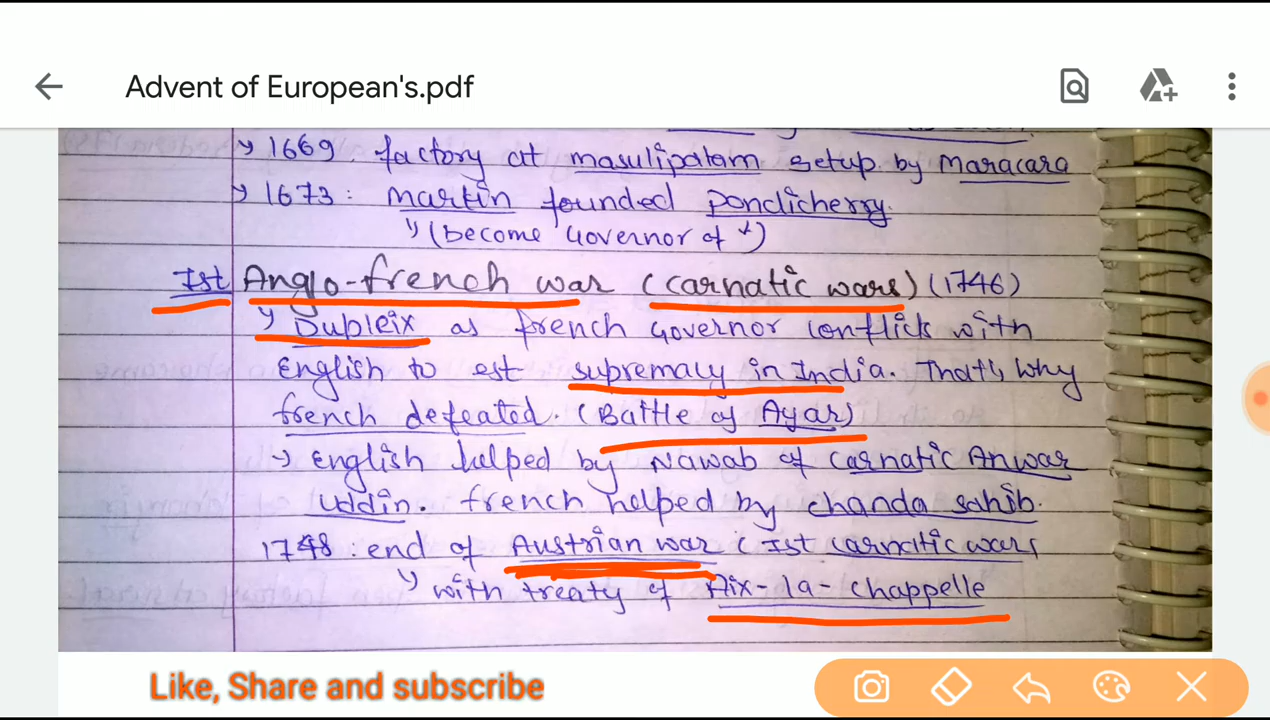 Advent of European's.pdf
1669. factory at masulipatam setup by Maracara
1673: Martin founded pondicherry.
(become Governor of ")
Ist Anglo-french war (carnatic wars) (1746)
Dubleix as french Governor conflict with
English to est supremacy in India. That's why
french defeated. (Battle of Ayar)
English helped by Nawab of Carnatic Anwar
uddin. french helped by chanda sahib.
1748: end of Austrian war (Ist carnatic wars
with treaty of Aix-la-chappelle
Like, Share and subscribe